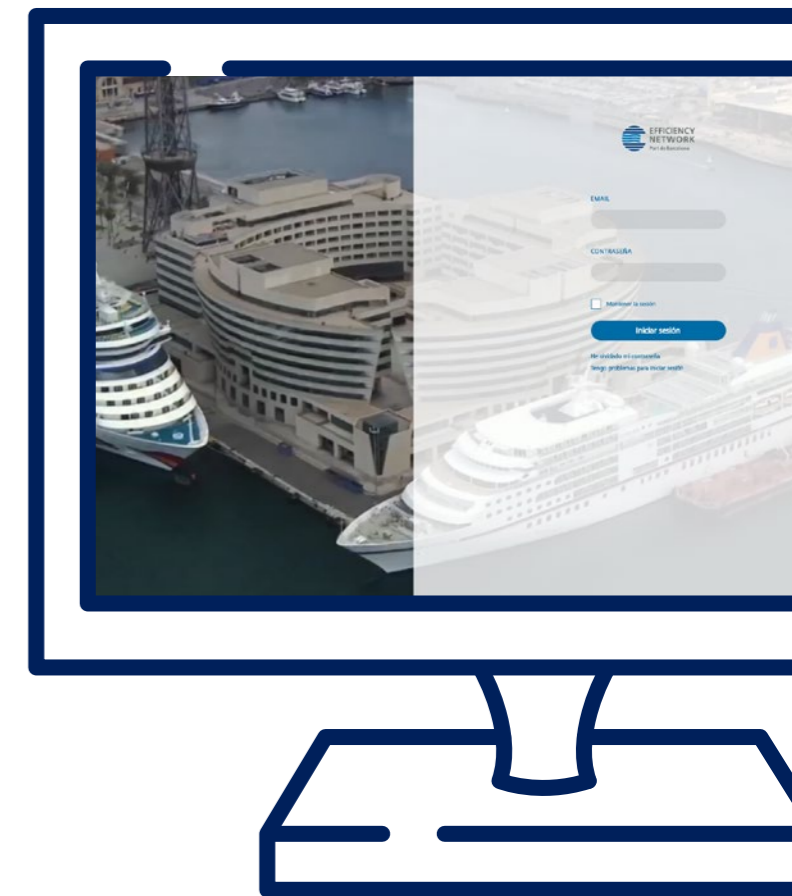 EFFICIENCY
NETWORK
Port de Barcelona
EMAIL
CONTRASEÑA
Mantener la sesión
Iniciar sesión
He olvidado mi contraseña
Tengo problemas para iniciar sesión